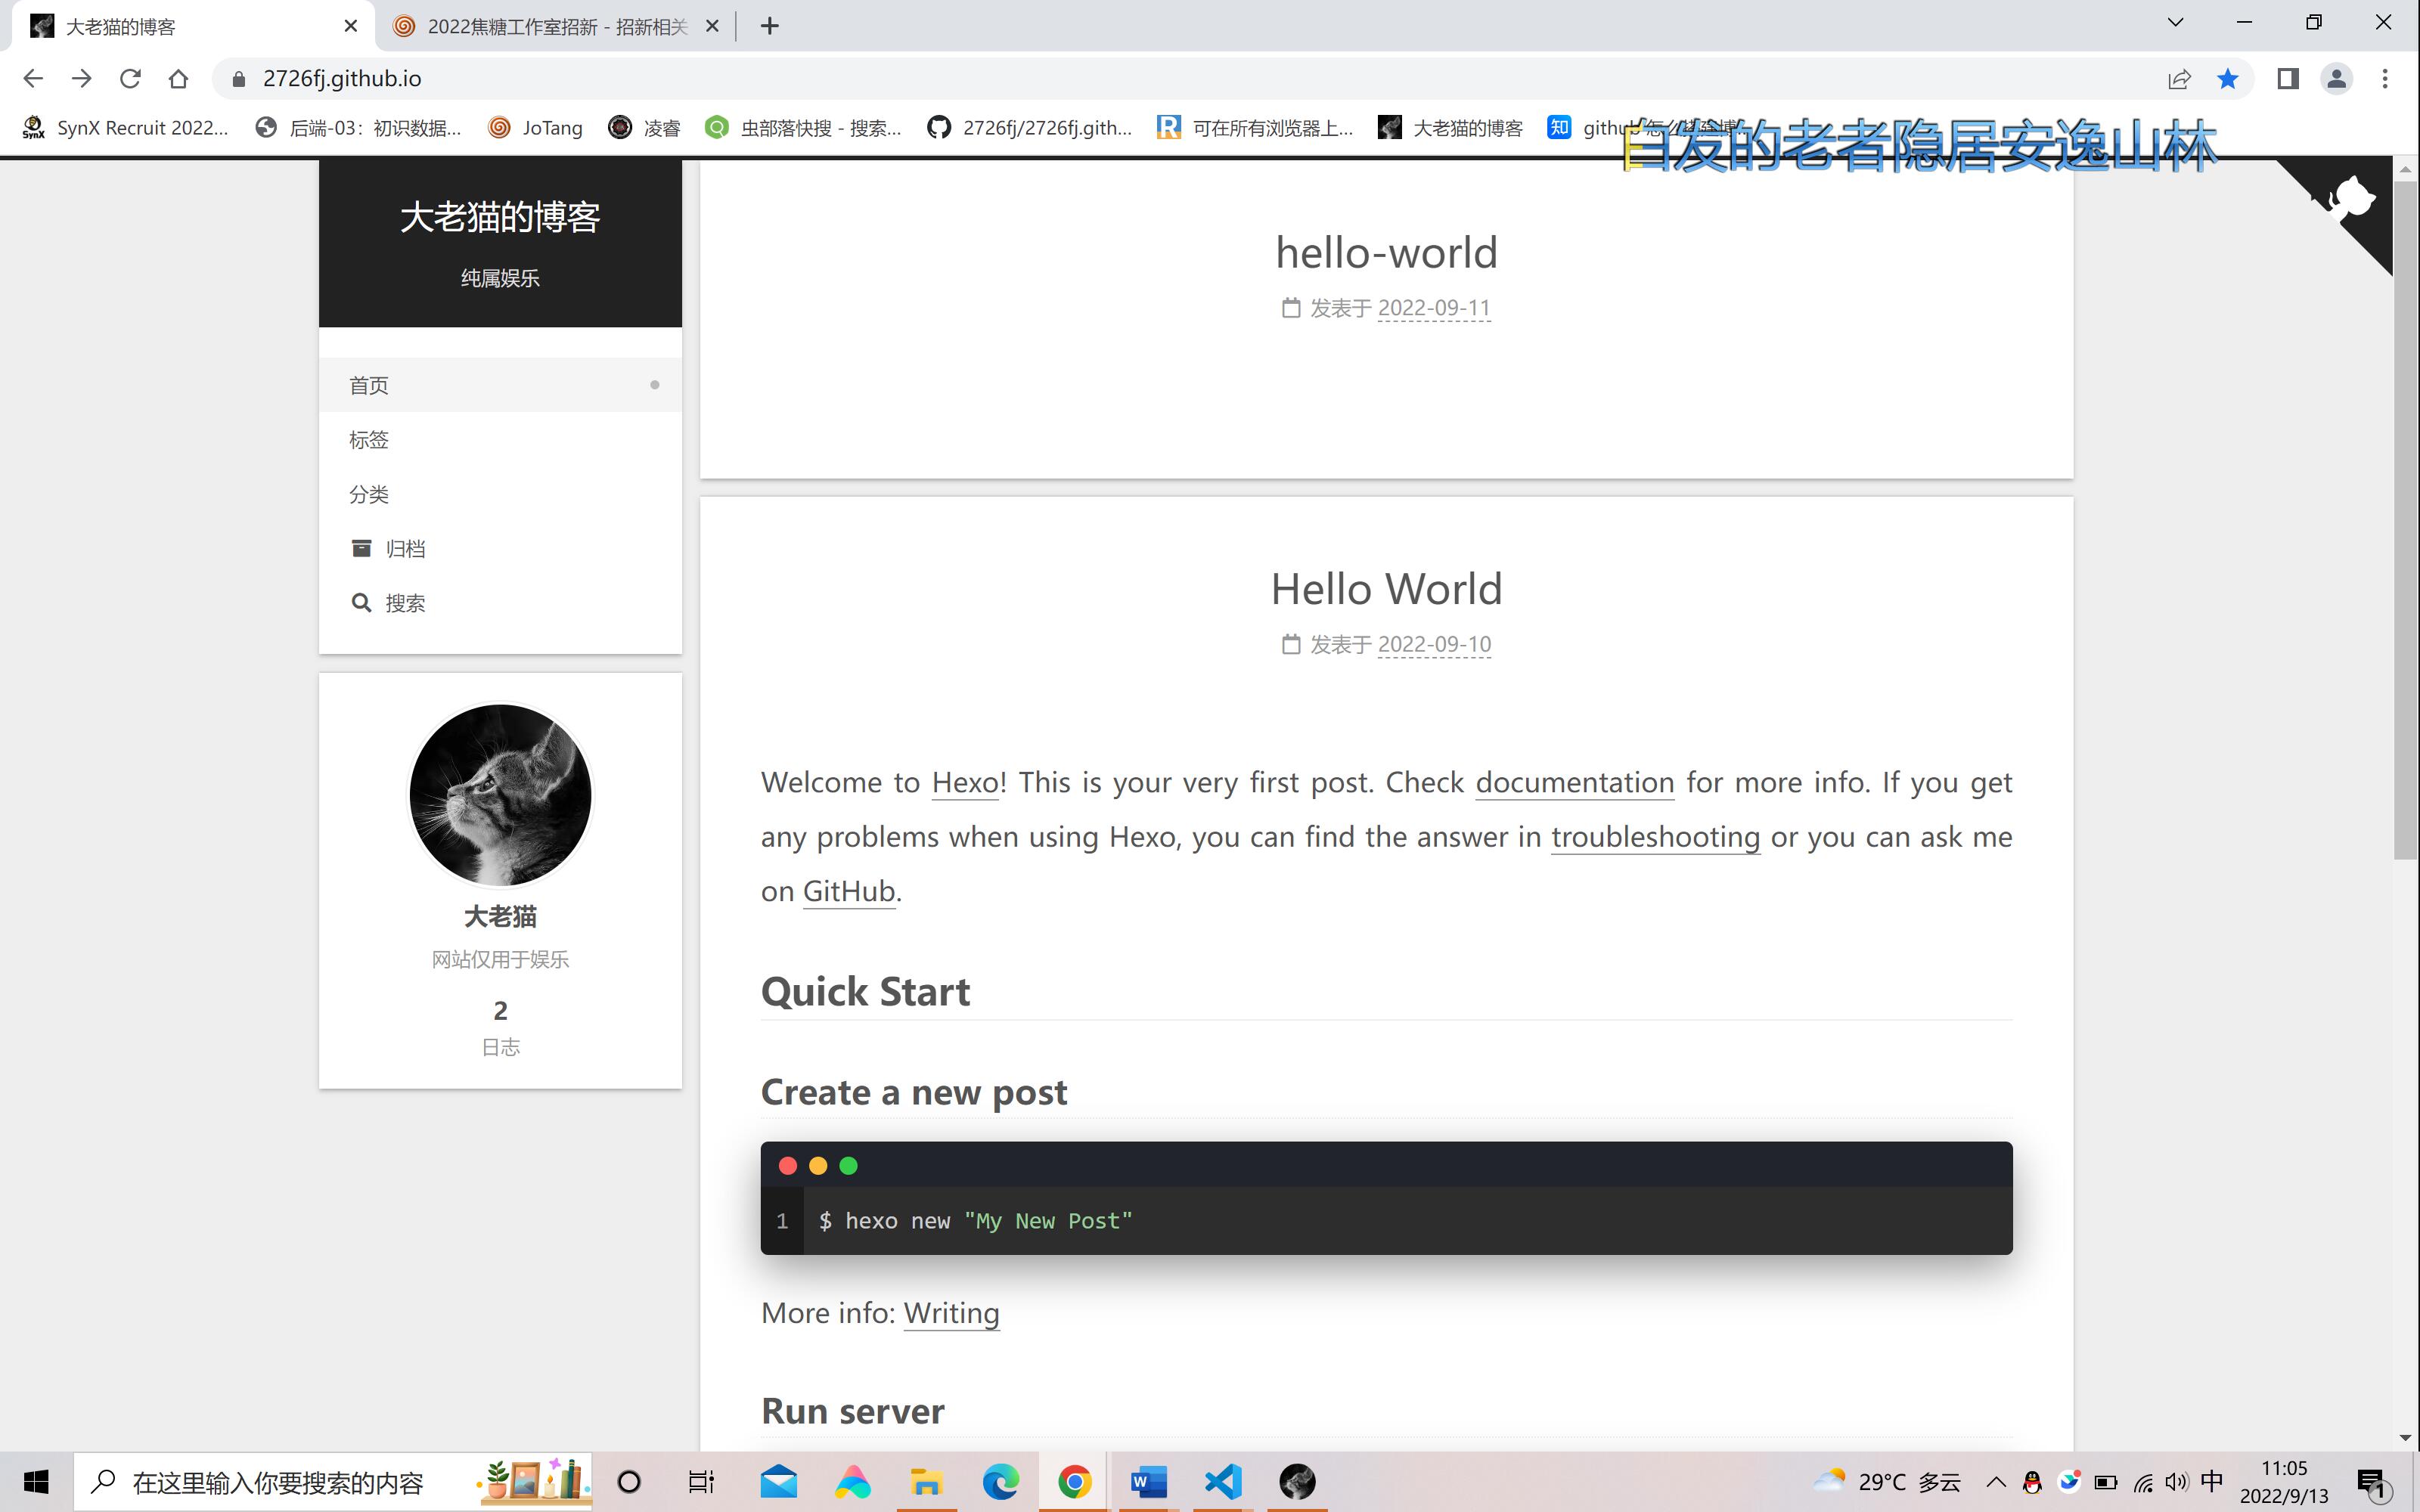 大老猫的博客
2022焦糖工作室招新 - 招新相关
2726fj.github.io
SynX Recruit 2022...
后端-03：初识数据...
JoTang
凌睿
虫部落快搜 - 搜索...
2726fj/2726fj.gith...
可在所有浏览器上...
大老猫的博客
知
白发的老者隐居安逸山林
大老猫的博客
纯属娱乐
首页
标签
分类
归档
搜索
大老猫
网站仅用于娱乐
2
日志
hello-world
发表于 2022-09-11
Hello World
发表于 2022-09-10
Welcome to Hexo! This is your very first post. Check documentation for more info. If you get
any problems when using Hexo, you can find the answer in troubleshooting or you can ask me
on GitHub.
Quick Start
Create a new post
1 $ hexo new "My New Post"
More info: Writing
Run server
在这里输入你要搜索的内容
29°C 多云
中
11:05
2022/9/13
1